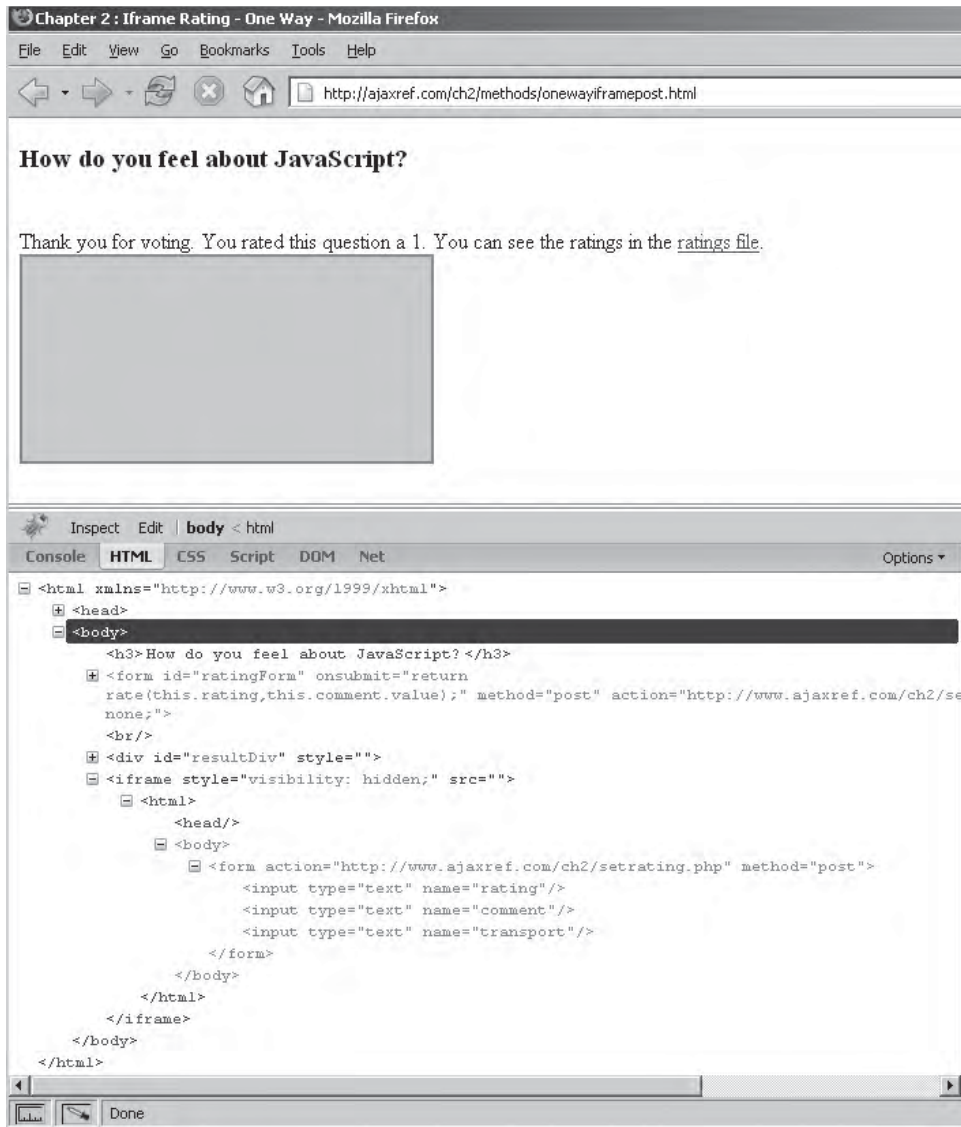 Chapter 2 : Iframe Rating - One Way - Mozilla Firefox
File Edit View Go Bookmarks Tools Help
http://ajaxref.com/ch2/methods/onewayiframepost.html
How do you feel about JavaScript?
Thank you for voting. You rated this question a 1. You can see the ratings in the ratings file.
Inspect Edit | body < html
Console HTML CSS Script DOM Net Options
<html xmlns="http://www.w3.org/1999/xhtml">
<head>
<body>
<h3>How do you feel about JavaScript?</h3>
<form id="ratingForm" onsubmit="return
rate(this.rating,this.comment.value);" method="post" action="http://www.ajaxref.com/ch2/se
none;">
<br/>
<div id="resultDiv" style="">
<iframe style="visibility: hidden;" src="">
<html>
<head/>
<body>
<form action="http://www.ajaxref.com/ch2/setrating.php" method="post">
<input type="text" name="rating"/>
<input type="text" name="comment"/>
<input type="text" name="transport"/>
</form>
</body>
</html>
</iframe>
</body>
</html>
Done